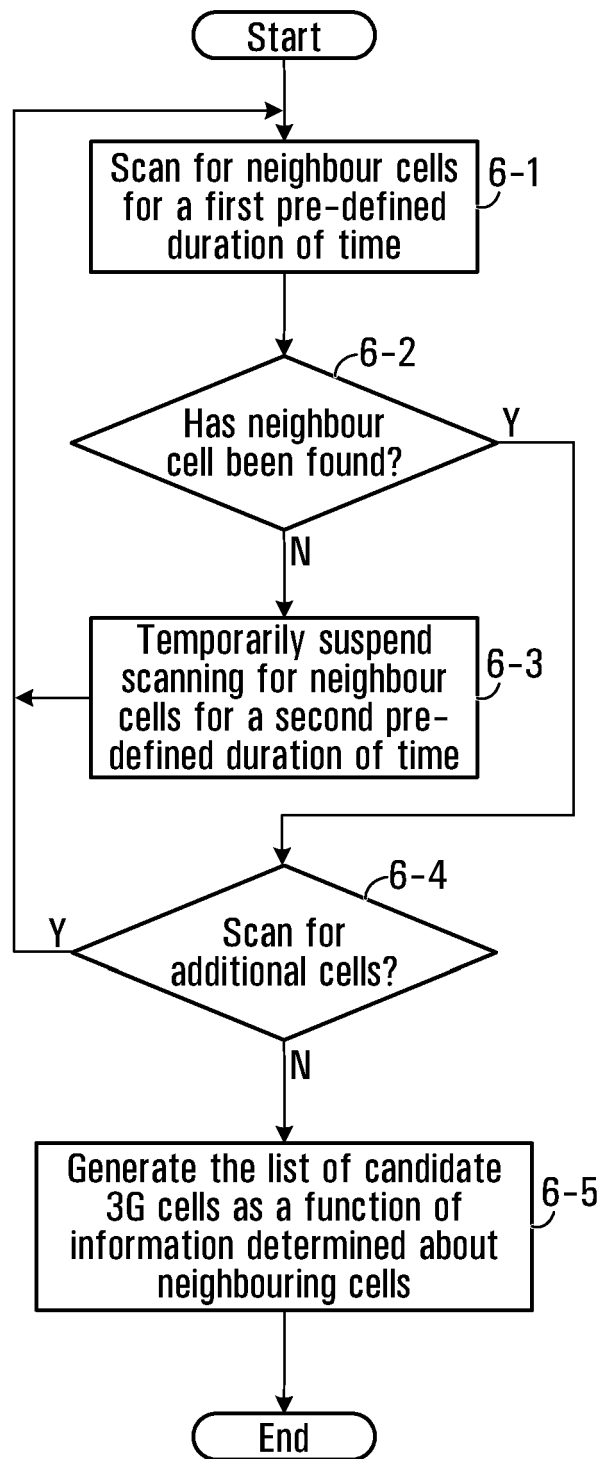 Start
Scan for neighbour cells
for a first pre-defined
duration of time
6-1
6-2
Has neighbour
cell been found?
Y
N
Temporarily suspend
scanning for neighbour
cells for a second pre-
defined duration of time
6-3
6-4
Scan for
additional cells?
Y
N
Generate the list of candidate
3G cells as a function of
information determined about
neighbouring cells
6-5
End